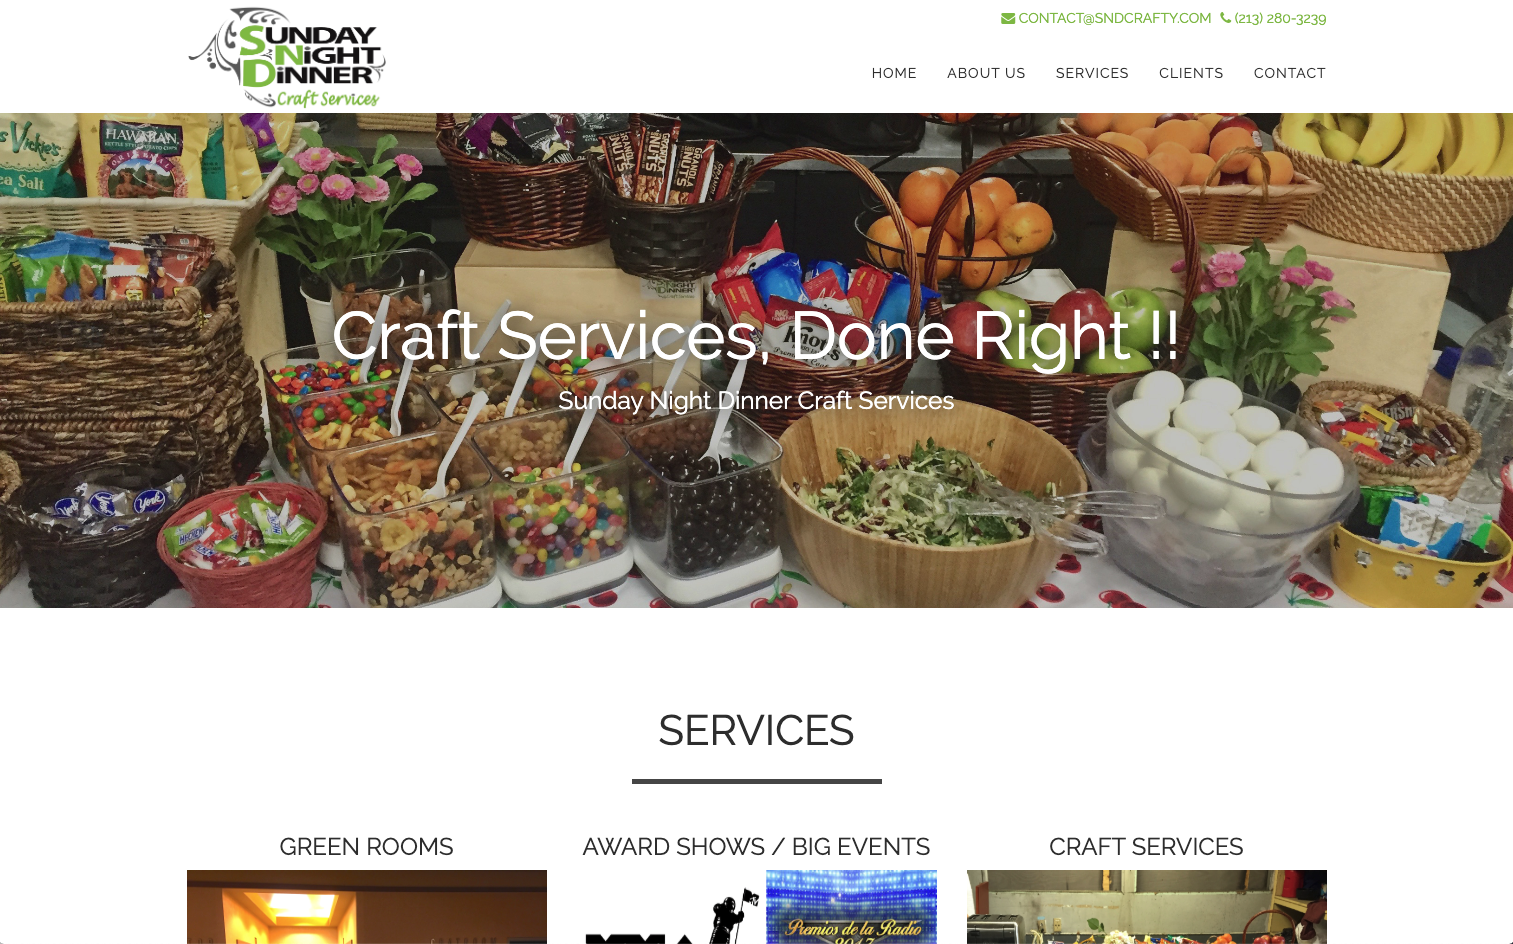 SUNDAY
NIGHT
DINNER
Craft Services
CONTACT@SNDCRAFTY.COM (213) 280-3239
HOME ABOUT US SERVICES CLIENTS CONTACT
HAWAIIAN
Craft Services, Done Right !!
Sunday Night Dinner Craft Services
York
SERVICES
GREEN ROOMS AWARD SHOWS / BIG EVENTS CRAFT SERVICES
Premios de la Radio
2017